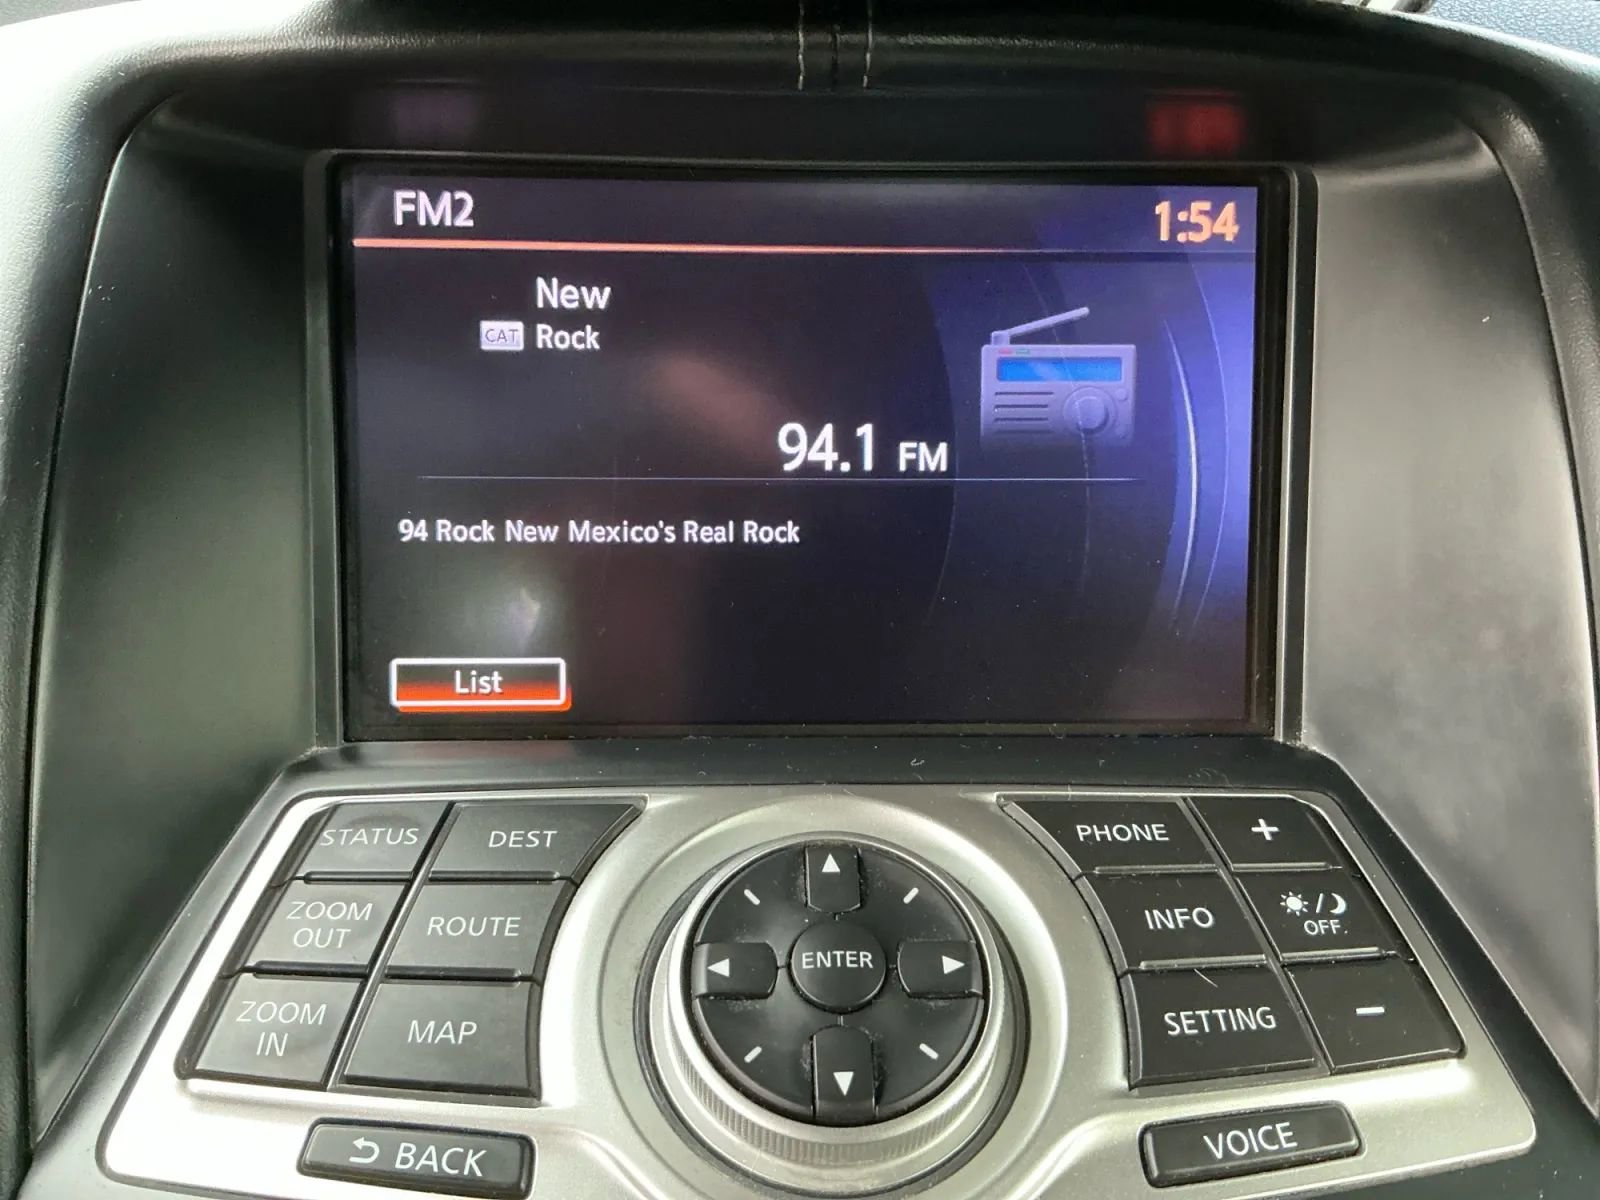 FM2
1:54
New
CAT Rock
94.1 FM
94 Rock New Mexico's Real Rock
List
STATUS
DEST
PHONE
+
ZOOM
OUT
ROUTE
ENTER
INFO
OFF
ZOOM
IN
MAP
SETTING
−
BACK
VOICE